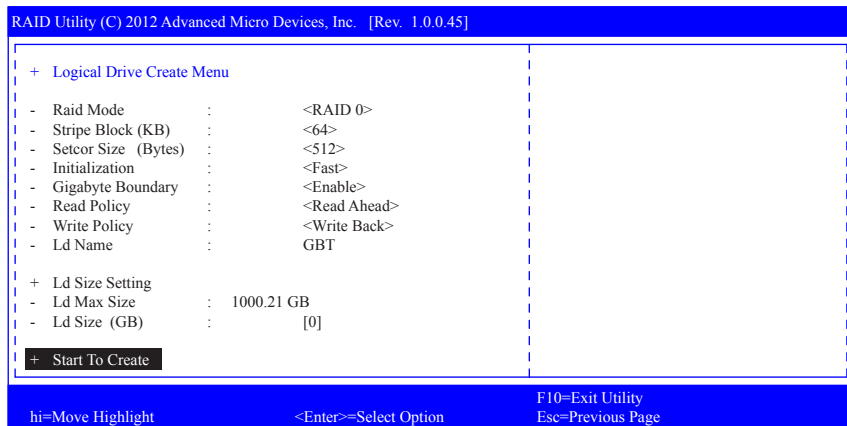 RAID Utility (C) 2012 Advanced Micro Devices, Inc. [Rev. 1.0.0.45]
+ Logical Drive Create Menu
- Raid Mode : <RAID 0>
- Stripe Block (KB) : <64>
- Setcor Size (Bytes) : <512>
- Initialization : <Fast>
- Gigabyte Boundary : <Enable>
- Read Policy : <Read Ahead>
- Write Policy : <Write Back>
- Ld Name : GBT
+ Ld Size Setting
- Ld Max Size : 1000.21 GB
- Ld Size (GB) : [0]
+ Start To Create
F10=Exit Utility
hi=Move Highlight <Enter>=Select Option Esc=Previous Page